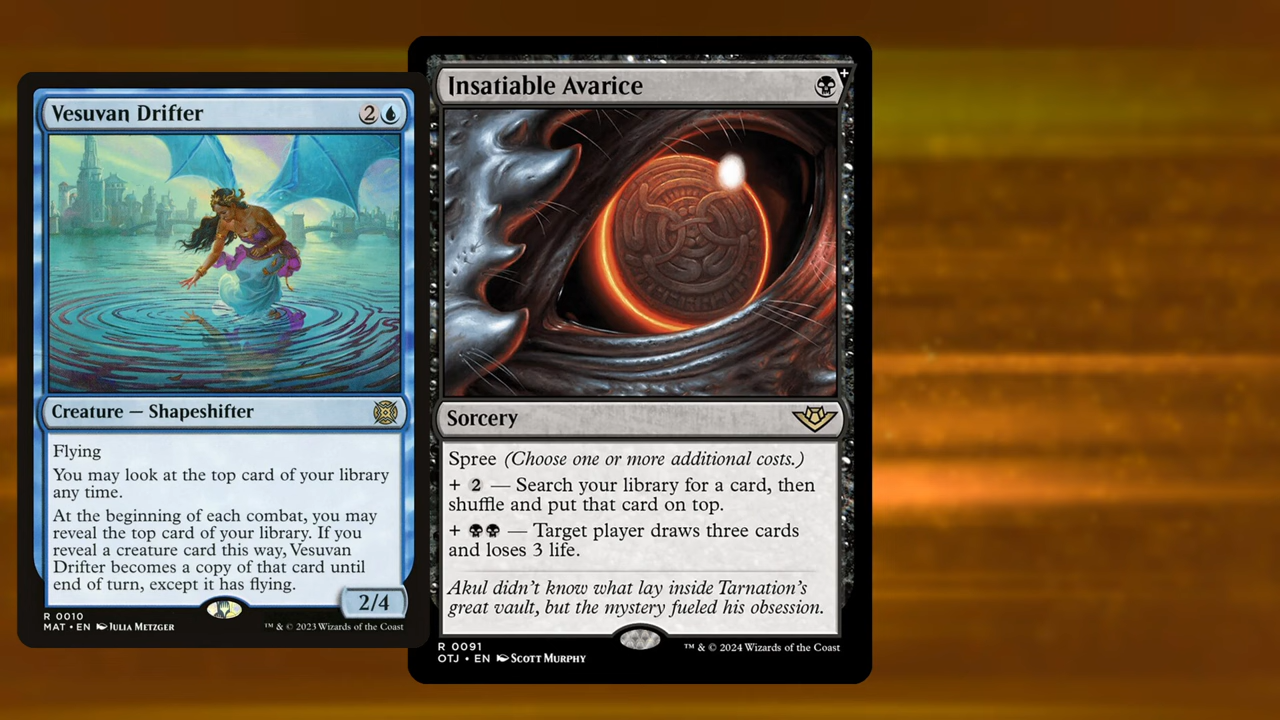 Vesuvan Drifter 2
Creature — Shapeshifter
Flying
You may look at the top card of your library
any time.
At the beginning of each combat, you may
reveal the top card of your library. If you
reveal a creature card this way, Vesuvan
Drifter becomes a copy of that card until
end of turn, except it has flying.
2/4
R 0010
MAT • EN JULIA METZGER
™ & © 2023 Wizards of the Coast
Insatiable Avarice
+
Sorcery
Spree (Choose one or more additional costs.)
+ 2 — Search your library for a card, then
shuffle and put that card on top.
+ — Target player draws three cards
and loses 3 life.
Akul didn't know what lay inside Tarnation's
great vault, but the mystery fueled his obsession.
R 0091
OTJ • EN SCOTT MURPHY
™ & © 2024 Wizards of the Coast